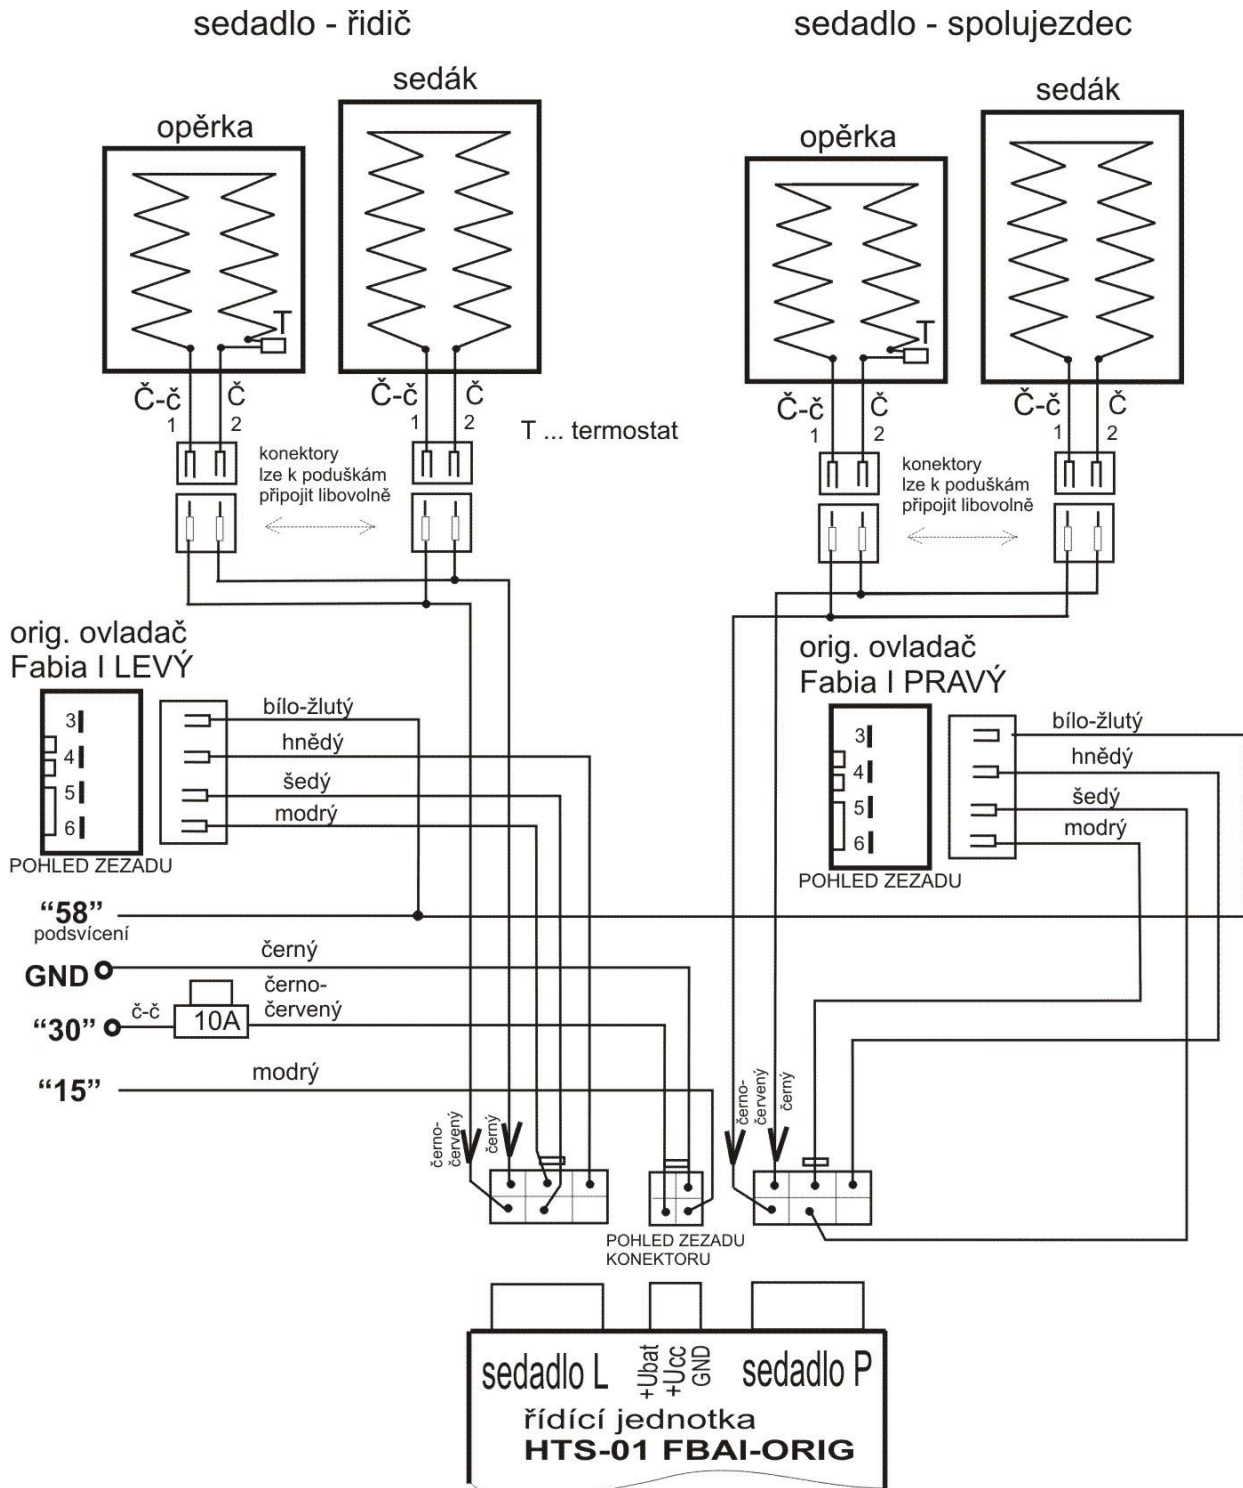 sedadlo - řidič
sedadlo - spolujezdec
sedák
opěrka
T
Č-č
1
Č
2
Č-č
1
Č
2
T ... termostat
konektory
lze k poduškám
připojit libovolně
sedák
opěrka
T
Č-č
1
Č
2
Č-č
1
Č
2
konektory
lze k poduškám
připojit libovolně
orig. ovladač
Fabia I LEVÝ
3
4
5
6
bílo-žlutý
hnědý
šedý
modrý
POHLED ZEZADU
orig. ovladač
Fabia I PRAVÝ
3
4
5
6
bílo-žlutý
hnědý
šedý
modrý
POHLED ZEZADU
“58”
podsvícení
GND
černý
“30”
č-č
10A
černo-
červený
“15”
modrý
černo-
červený
černý
černo-
červený
černý
POHLED ZEZADU
KONEKTORU
sedadlo L
+Ubat
+Ucc
GND
sedadlo P
řídící jednotka
HTS-01 FBAI-ORIG